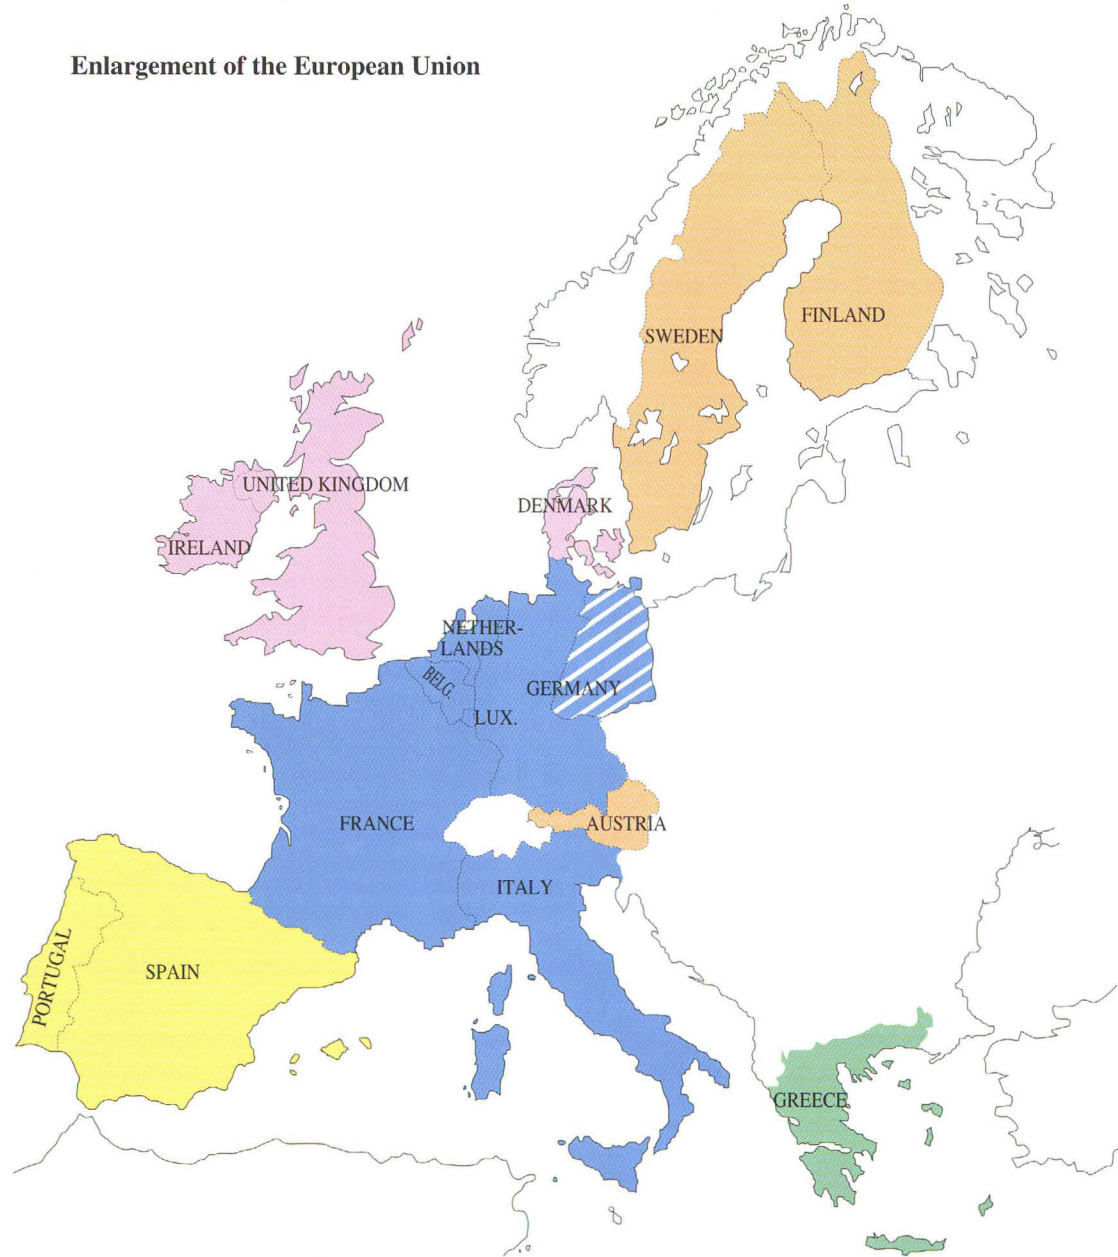 Enlargement of the European Union
FINLAND
SWEDEN
UNITED KINGDOM
DENMARK
IRELAND
NETHER-
LANDS
BELG.
GERMANY
LUX.
FRANCE
AUSTRIA
ITALY
PORTUGAL
SPAIN
GREECE